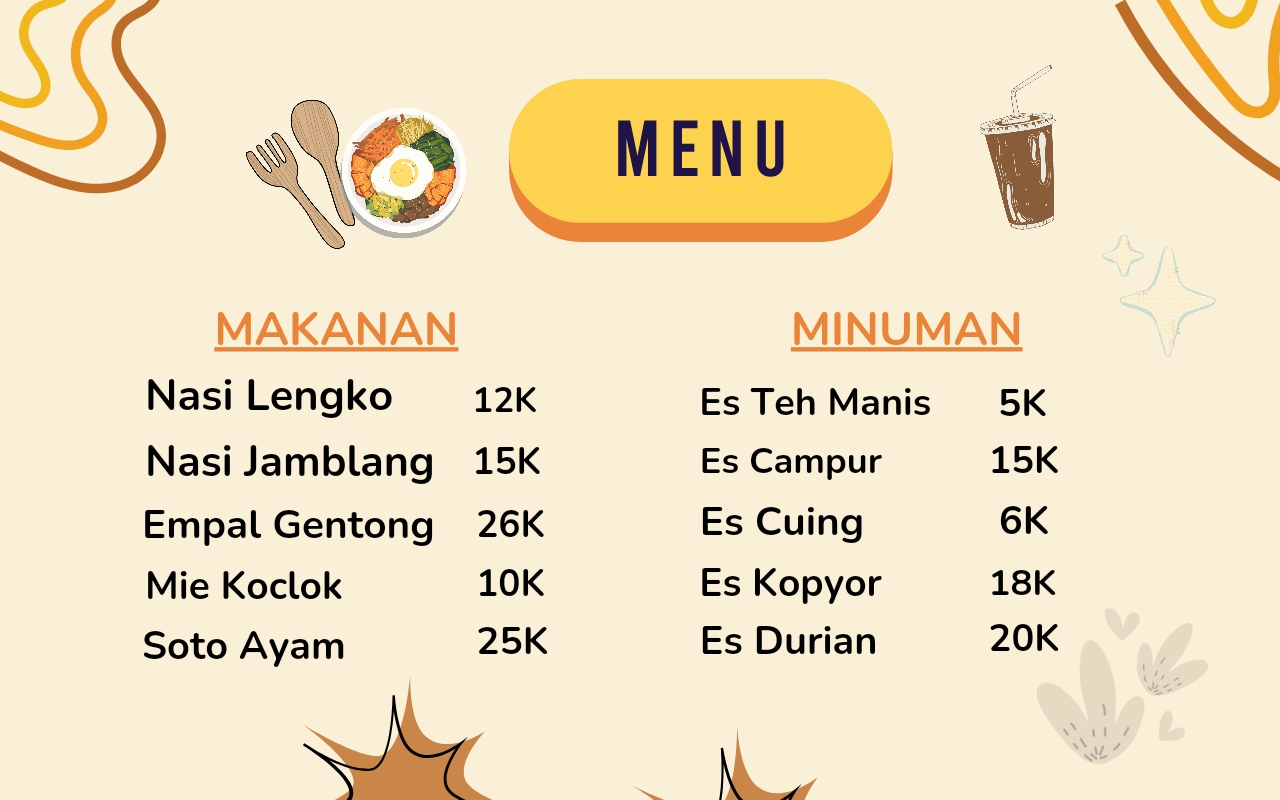 MENU
MAKANAN
Nasi Lengko 12K
Nasi Jamblang 15K
Empal Gentong 26K
Mie Koclok 10K
Soto Ayam 25K
MINUMAN
Es Teh Manis 5K
Es Campur 15K
Es Cuing 6K
Es Kopyor 18K
Es Durian 20K